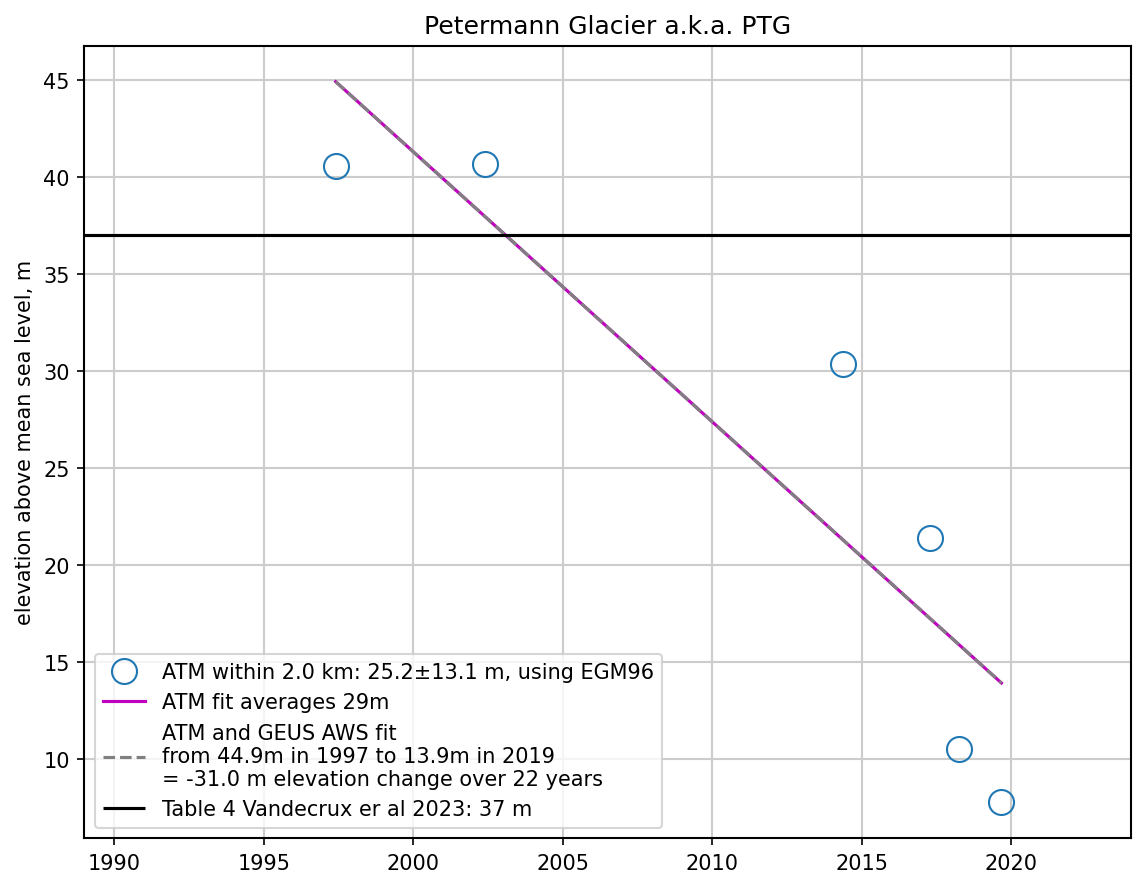 Petermann Glacier a.k.a. PTG
elevation above mean sea level, m
45
40
35
30
25
20
15
10
ATM within 2.0 km: 25.2±13.1 m, using EGM96
ATM fit averages 29m
ATM and GEUS AWS fit
from 44.9m in 1997 to 13.9m in 2019
= -31.0 m elevation change over 22 years
Table 4 Vandecrux er al 2023: 37 m
1990
1995
2000
2005
2010
2015
2020